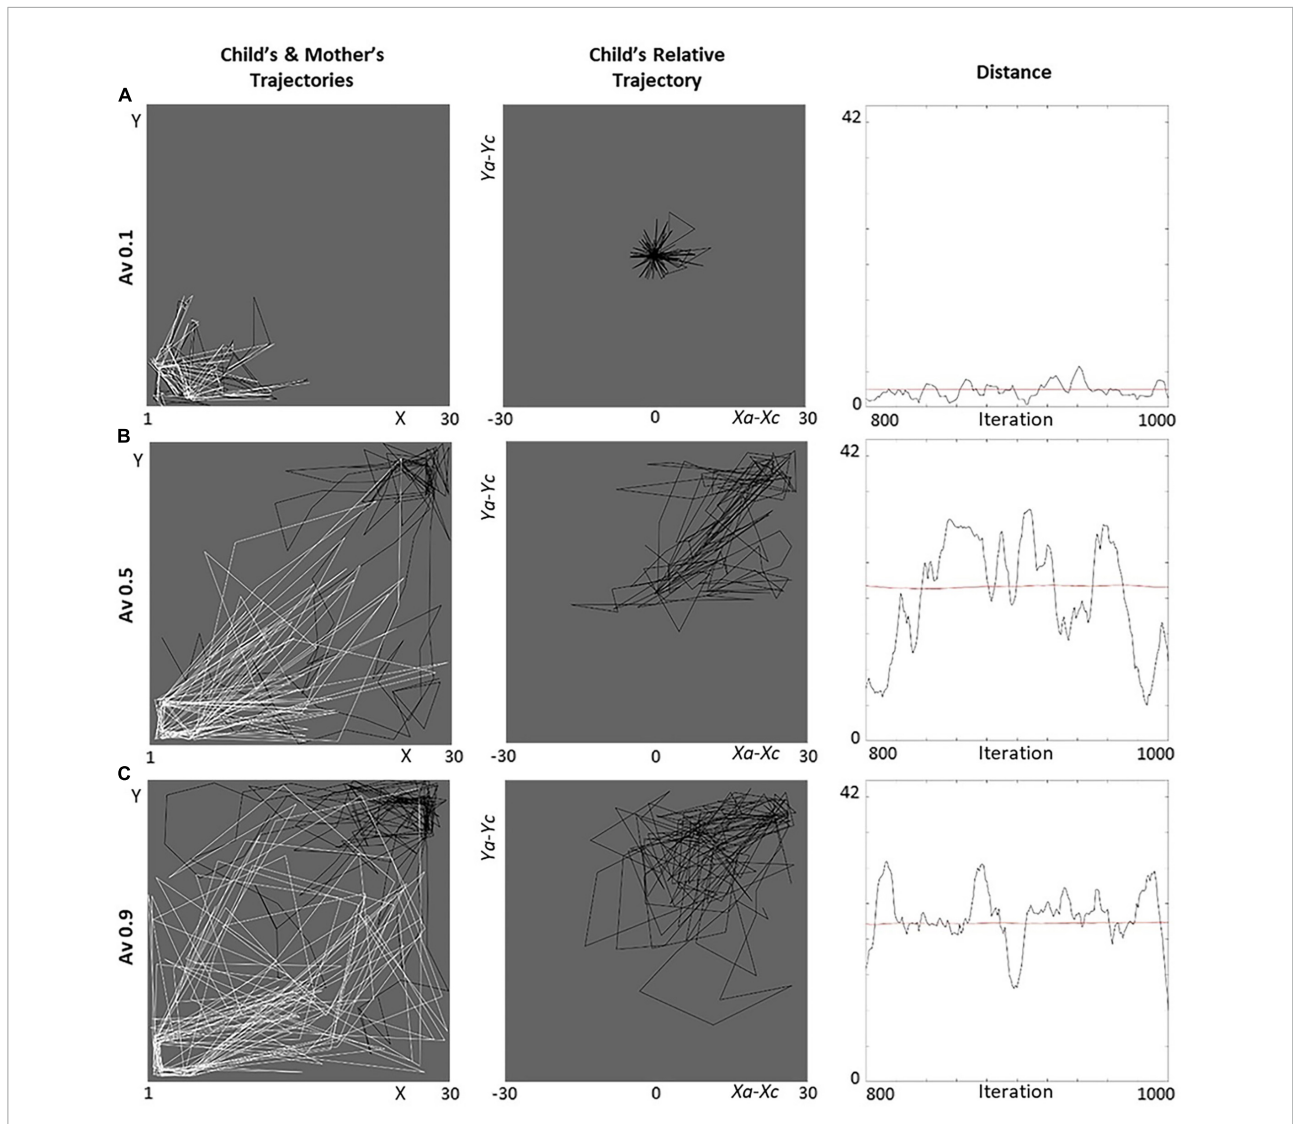 Child's & Mother's
Trajectories
Child's Relative
Trajectory
Distance
A
Y
Av 0.1
1
X
30
Ya-Yc
-30
0
Xa-Xc
30
42
0
800
Iteration
1000
B
Y
Av 0.5
1
X
30
Ya-Yc
-30
0
Xa-Xc
30
42
0
800
Iteration
1000
C
Y
Av 0.9
1
X
30
Ya-Yc
-30
0
Xa-Xc
30
42
0
800
Iteration
1000